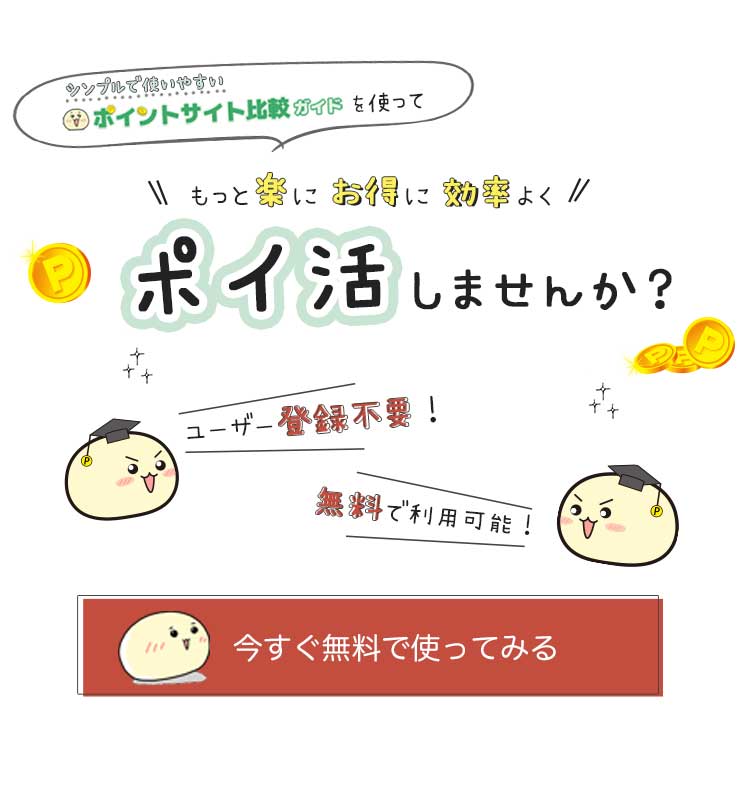 シンプルで使いやすい
ポイントサイト比較ガイドを使って
もっと楽にお得に効率よく
ポイ活しませんか？
P
P P P
ユーザー登録不要！
P
無料で利用可能！
P
今すぐ無料で使ってみる